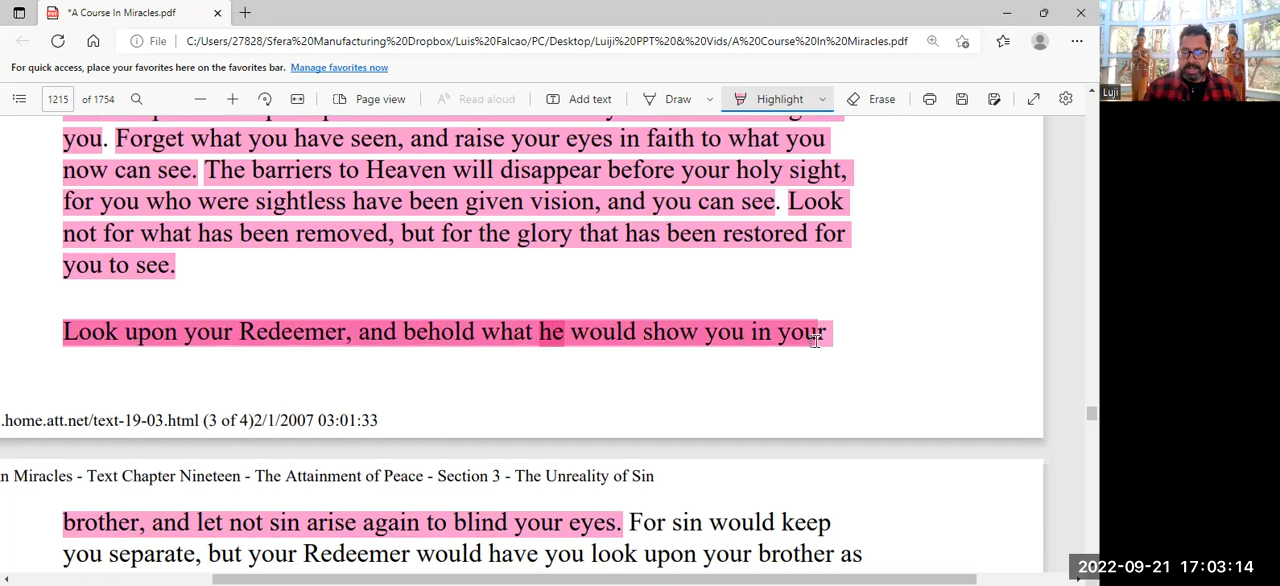 *A Course In Miracles.pdf
File C:/Users/27828/Sfera%20Manufacturing%20Dropbox/Luis%20Falcao/PC/Desktop/Luiji%20PPT%20&%20Vids/A%20Course%20In%20Miracles.pdf
For quick access, place your favorites here on the favorites bar. Manage favorites now
1215 of 1754 Page view Read aloud Add text Draw Highlight Erase
Luji
you. Forget what you have seen, and raise your eyes in faith to what you
now can see. The barriers to Heaven will disappear before your holy sight,
for you who were sightless have been given vision, and you can see. Look
not for what has been removed, but for the glory that has been restored for
you to see.
Look upon your Redeemer, and behold what he would show you in your
.home.att.net/text-19-03.html (3 of 4)2/1/2007 03:01:33
n Miracles - Text Chapter Nineteen - The Attainment of Peace - Section 3 - The Unreality of Sin
brother, and let not sin arise again to blind your eyes. For sin would keep
you separate, but your Redeemer would have you look upon your brother as
2022-09-21 17:03:14